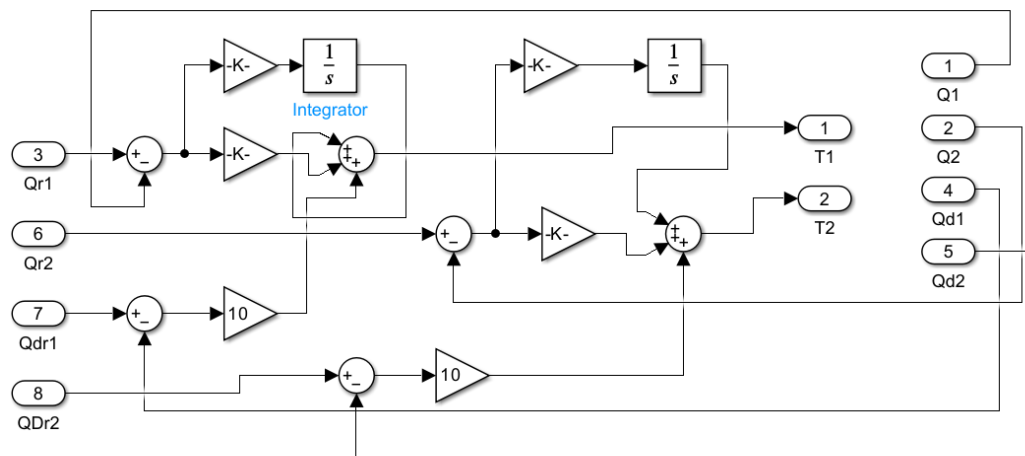 -K-
1
s
Integrator
-K-
1
s
1
Q1
3
Qr1
+
−
-K-
+
+
+
1
T1
2
Q2
2
T2
4
Qd1
6
Qr2
+
−
-K-
+
+
+
5
Qd2
7
Qdr1
+
−
10
8
QDr2
+
−
10